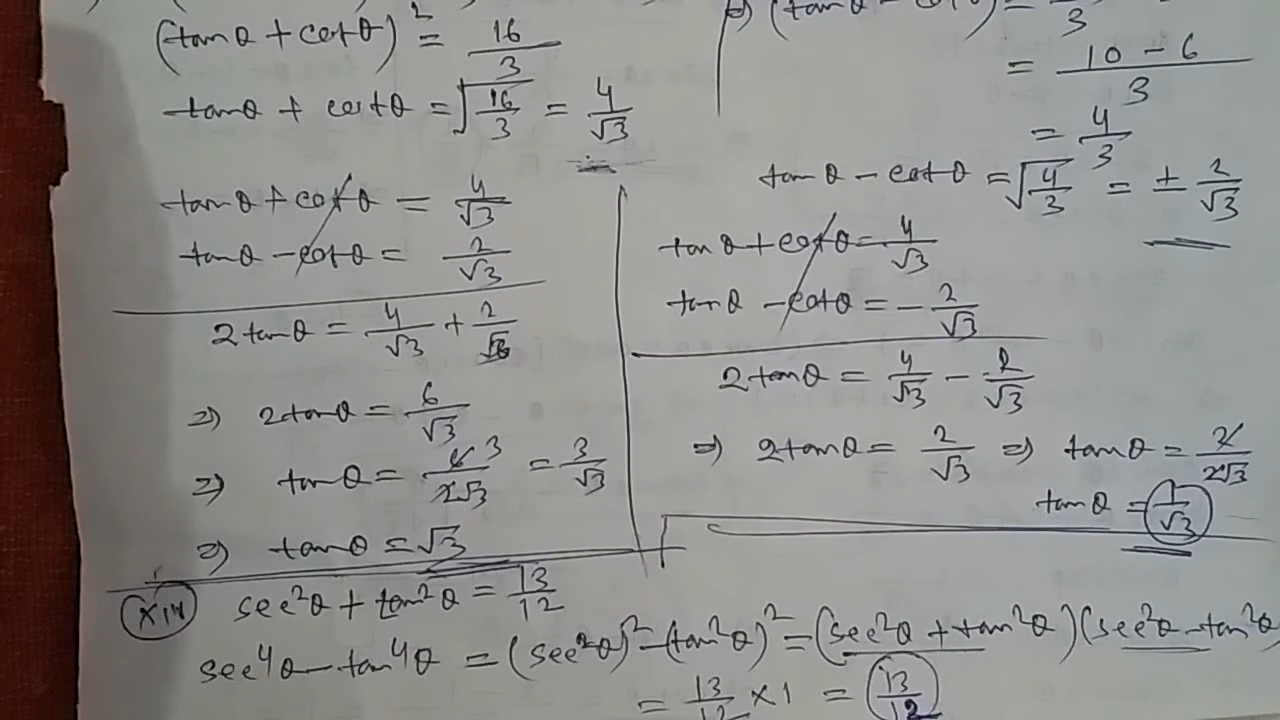 (tanθ + cotθ)² = 16/3
tanθ + cotθ = √(16/3) = 4/√3
tanθ + cotθ = 4/√3
tanθ - cotθ = 2/√3
2tanθ = 4/√3 + 2/√3
⇒ 2tanθ = 6/√3
⇒ tanθ = 6 3/2√3 = 3/√3
⇒ tanθ = √3
= (10 - 6)/3
= 4/3
tanθ - cotθ = √(4/3) = ± 2/√3
tanθ + cotθ = 4/√3
tanθ - cotθ = - 2/√3
2tanθ = 4/√3 - 2/√3
⇒ 2tanθ = 2/√3 ⇒ tanθ = 2/2√3
tanθ = 1/√3
sec²θ + tan²θ = 13/12
sec⁴θ - tan⁴θ = (sec²θ)² - (tan²θ)² = (sec²θ + tan²θ)(sec²θ - tan²θ
= 13/12 × 1 = 13/12